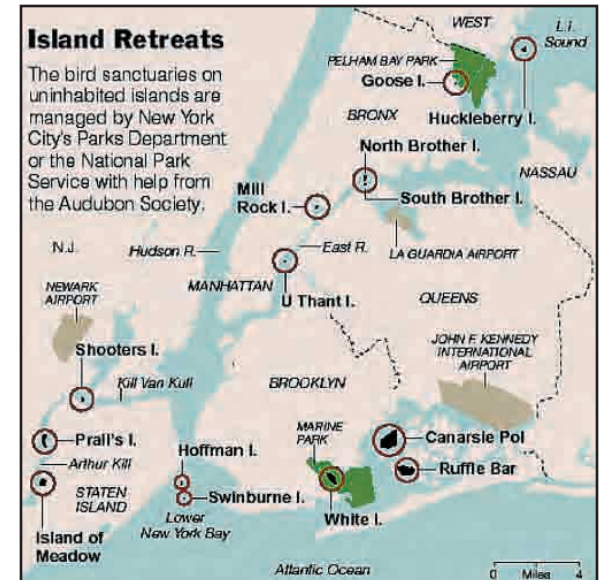 Island Retreats
The bird sanctuaries on
uninhabited islands are
managed by New York
City's Parks Department
or the National Park
Service with help from
the Audubon Society.
WEST
L.I.
Sound
PELHAM BAY PARK
Goose I.
BRONX
Huckleberry I.
North Brother I.
NASSAU
South Brother I.
Mill
Rock I.
N.J.
Hudson R.
East R.
LA GUARDIA AIRPORT
MANHATTAN
NEWARK
AIRPORT
U Thant I.
QUEENS
Shooters I.
JOHN F. KENNEDY
INTERNATIONAL
AIRPORT
Kill Van Kull
BROOKLYN
MARINE
PARK
Canarsie Pol
Prall's I.
Hoffman I.
Arthur Kill
Ruffle Bar
STATEN
ISLAND
Swinburne I.
Lower
New York Bay
White I.
Island of
Meadow
Atlantic Ocean
0 Miles 4